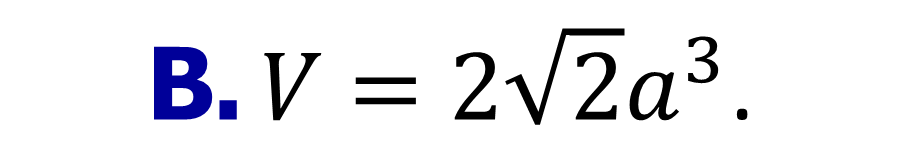 B. V = 2√2a³.